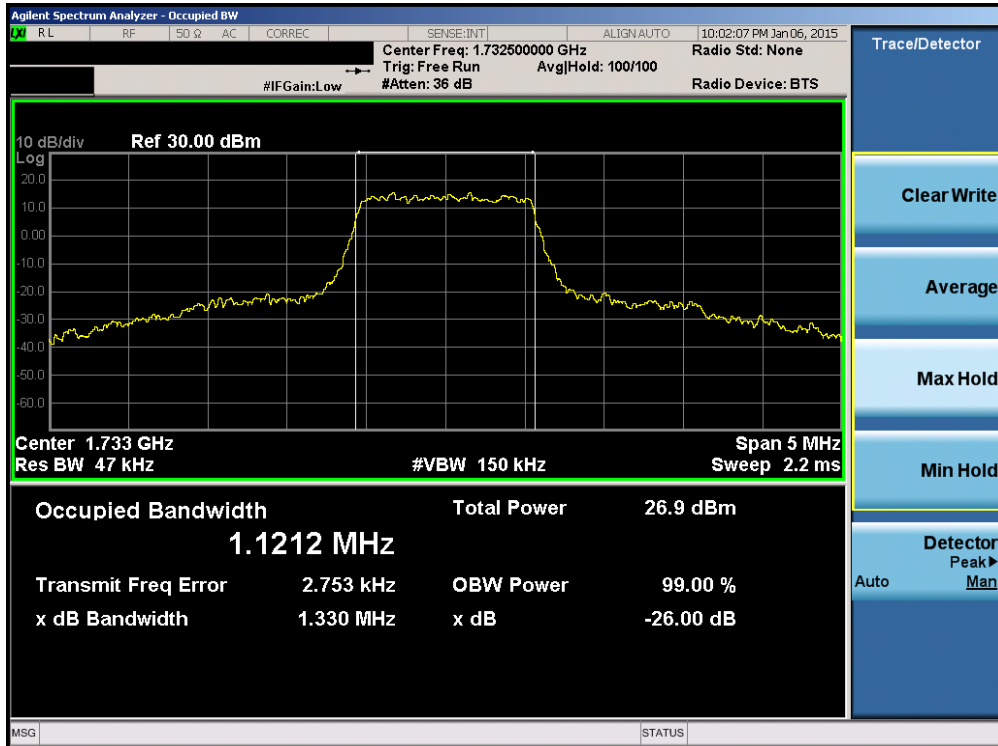 Agilent Spectrum Analyzer - Occupied BW
LXI RL RF 50 Ω AC CORREC SENSE:INT ALIGN AUTO 10:02:07 PM Jan 06, 2015
Center Freq: 1.732500000 GHz Radio Std: None
Trig: Free Run Avg|Hold: 100/100
#IFGain:Low #Atten: 36 dB Radio Device: BTS
Trace/Detector
10 dB/div Ref 30.00 dBm
Log
20.0
10.0
0.00
-10.0
-20.0
-30.0
-40.0
-50.0
-60.0
Center 1.733 GHz Span 5 MHz
Res BW 47 kHz #VBW 150 kHz Sweep 2.2 ms
Occupied Bandwidth Total Power 26.9 dBm
1.1212 MHz
Transmit Freq Error 2.753 kHz OBW Power 99.00 %
x dB Bandwidth 1.330 MHz x dB -26.00 dB
Clear Write
Average
Max Hold
Min Hold
Detector
Peak▶
Auto Man
MSG STATUS